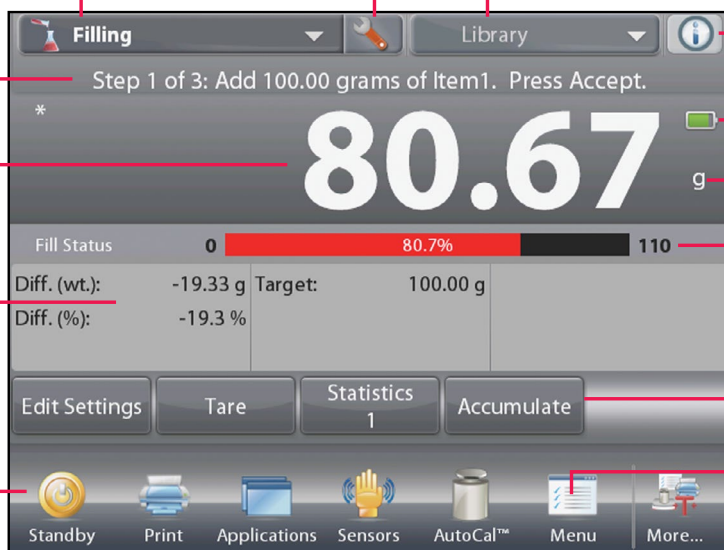 Filling Library
Step 1 of 3: Add 100.00 grams of Item1. Press Accept.
*
80.67
g
Fill Status 0 80.7% 110
Diff. (wt.): -19.33 g Target: 100.00 g
Diff. (%): -19.3 %
Edit Settings Tare Statistics Accumulate
1
Standby Print Applications Sensors AutoCal™ Menu More...